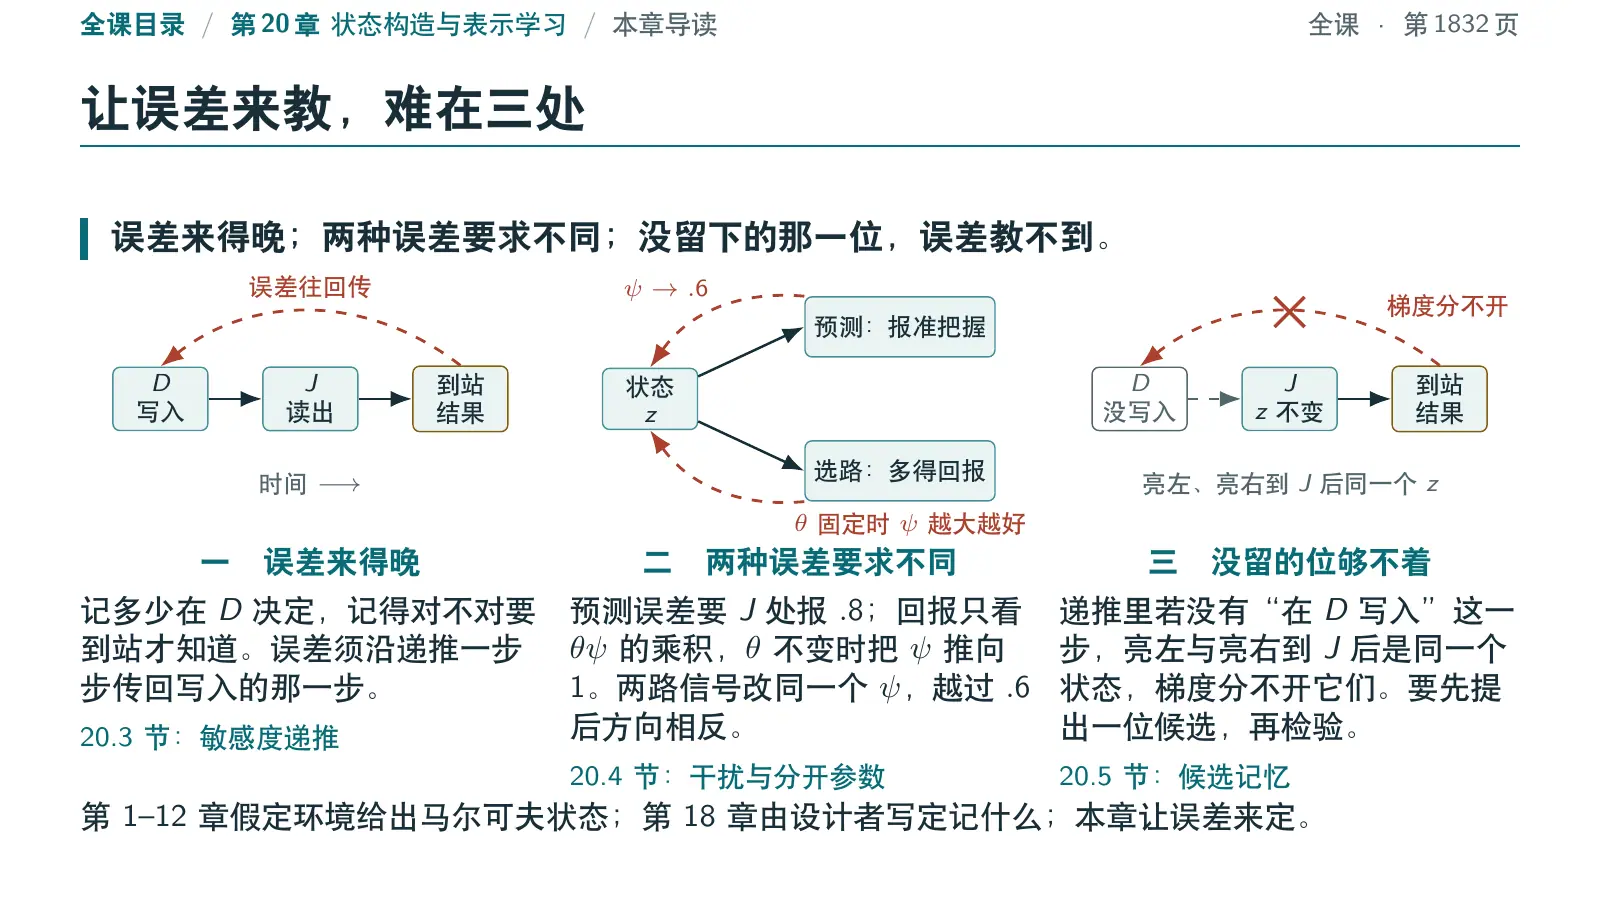 全课目录 / 第20章 状态构造与表示学习 / 本章导读
全课 · 第1832页
让误差来教，难在三处
误差来得晚；两种误差要求不同；没留下的那一位，误差教不到。
误差往回传
D
写入
J
读出
到站
结果
时间 ⟶
ψ → .6
状态
z
预测：报准把握
选路：多得回报
θ 固定时 ψ 越大越好
梯度分不开
D
没写入
J
z 不变
到站
结果
亮左、亮右到 J 后同一个 z
一 误差来得晚
记多少在 D 决定，记得对不对要
到站才知道。误差须沿递推一步
步传回写入的那一步。
20.3 节：敏感度递推
二 两种误差要求不同
预测误差要 J 处报 .8；回报只看
θψ 的乘积，θ 不变时把 ψ 推向
1。两路信号改同一个 ψ，越过 .6
后方向相反。
20.4 节：干扰与分开参数
三 没留的位够不着
递推里若没有“在 D 写入”这一
步，亮左与亮右到 J 后是同一个
状态，梯度分不开它们。要先提
出一位候选，再检验。
20.5 节：候选记忆
第 1–12 章假定环境给出马尔可夫状态；第 18 章由设计者写定记什么；本章让误差来定。